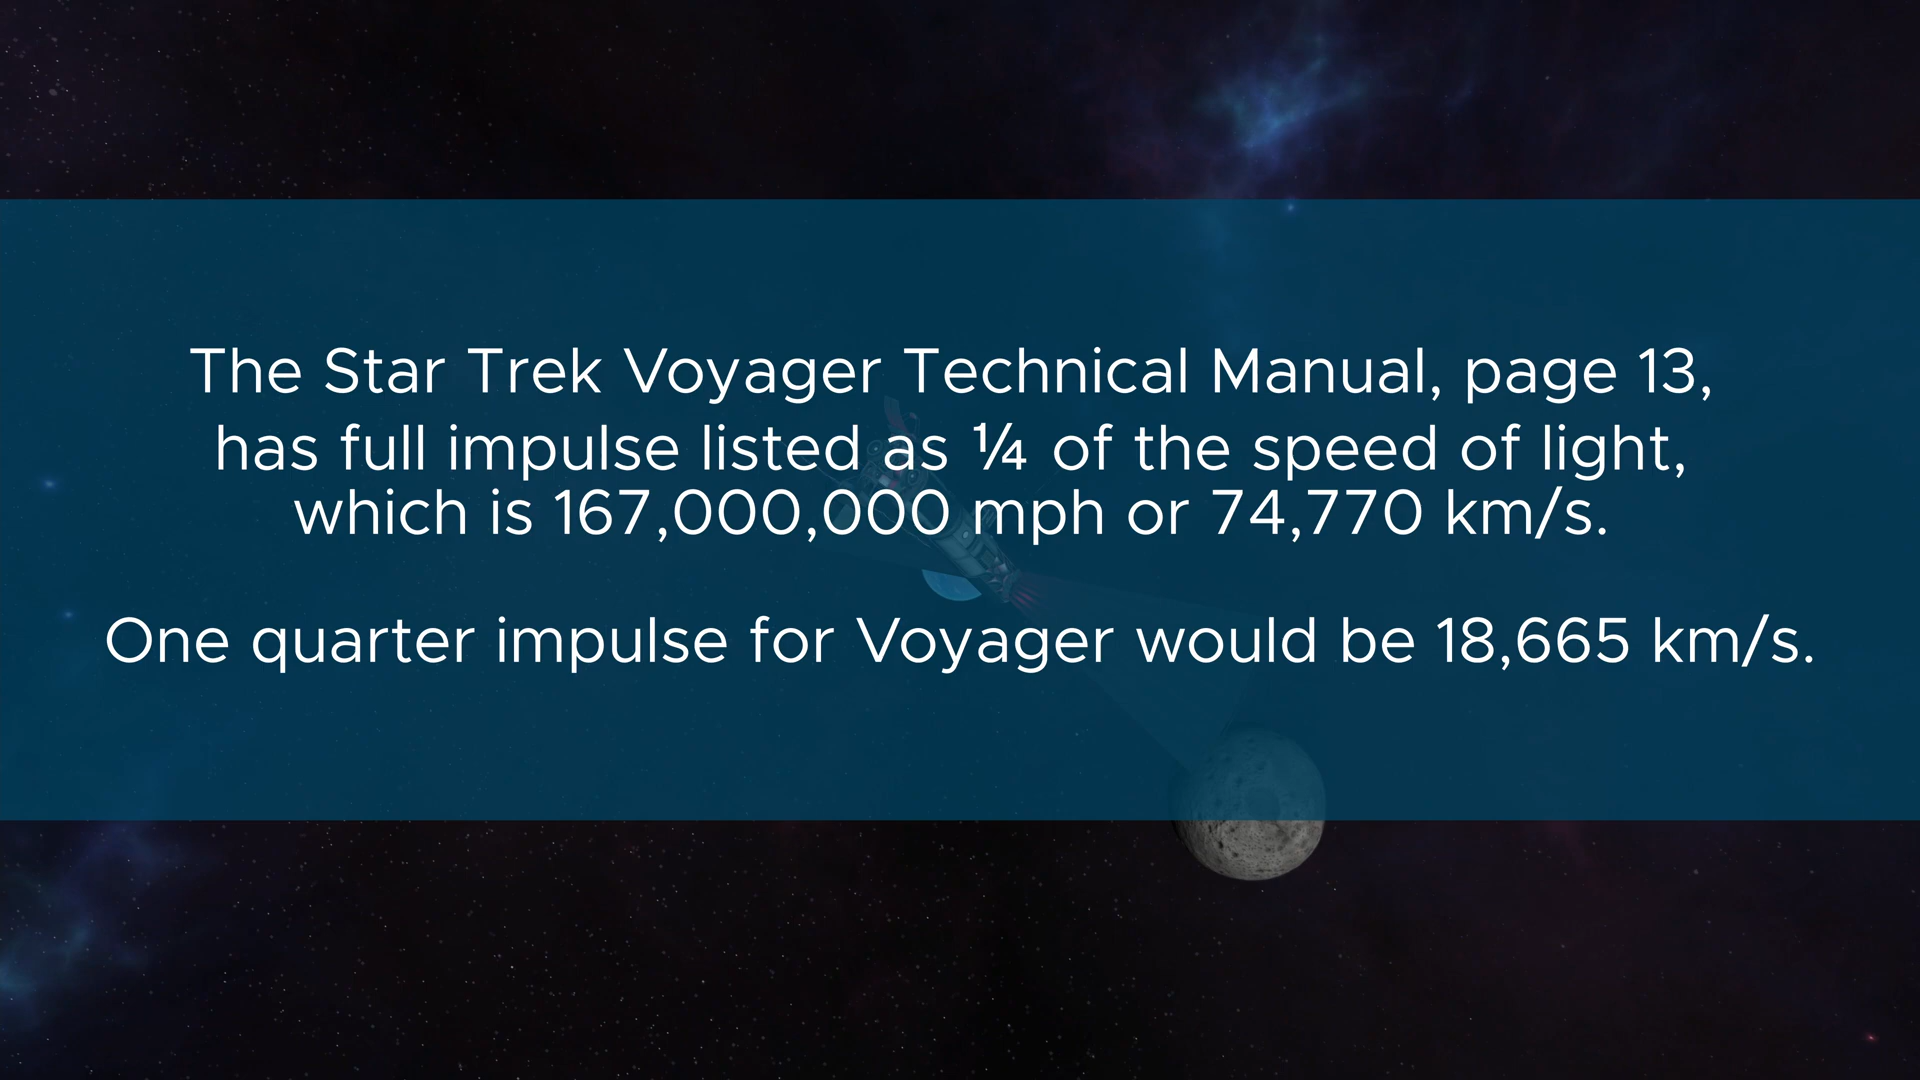 The Star Trek Voyager Technical Manual, page 13,
has full impulse listed as ¼ of the speed of light,
which is 167,000,000 mph or 74,770 km/s.
One quarter impulse for Voyager would be 18,665 km/s.